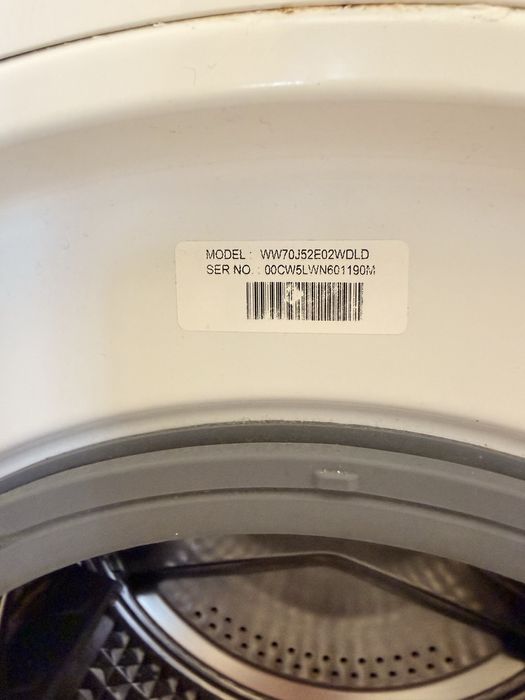 MODEL : WW70J52E02WDLD
SER NO. : 00CW5LWN601190M